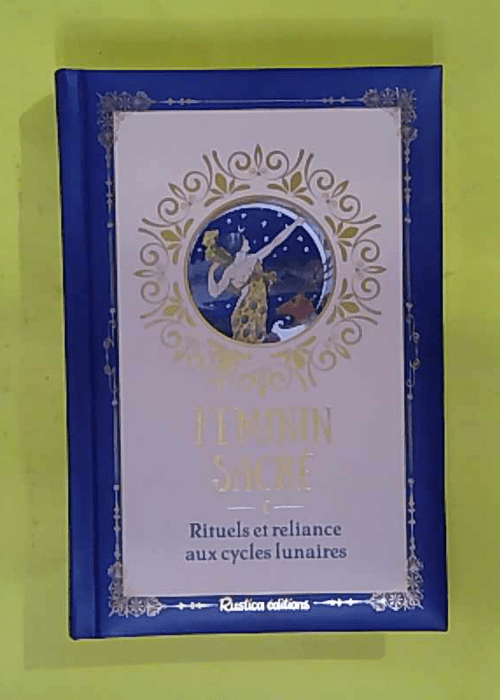 FÉMININ
SACRÉ
Rituels et reliance
aux cycles lunaires
Rustica éditions